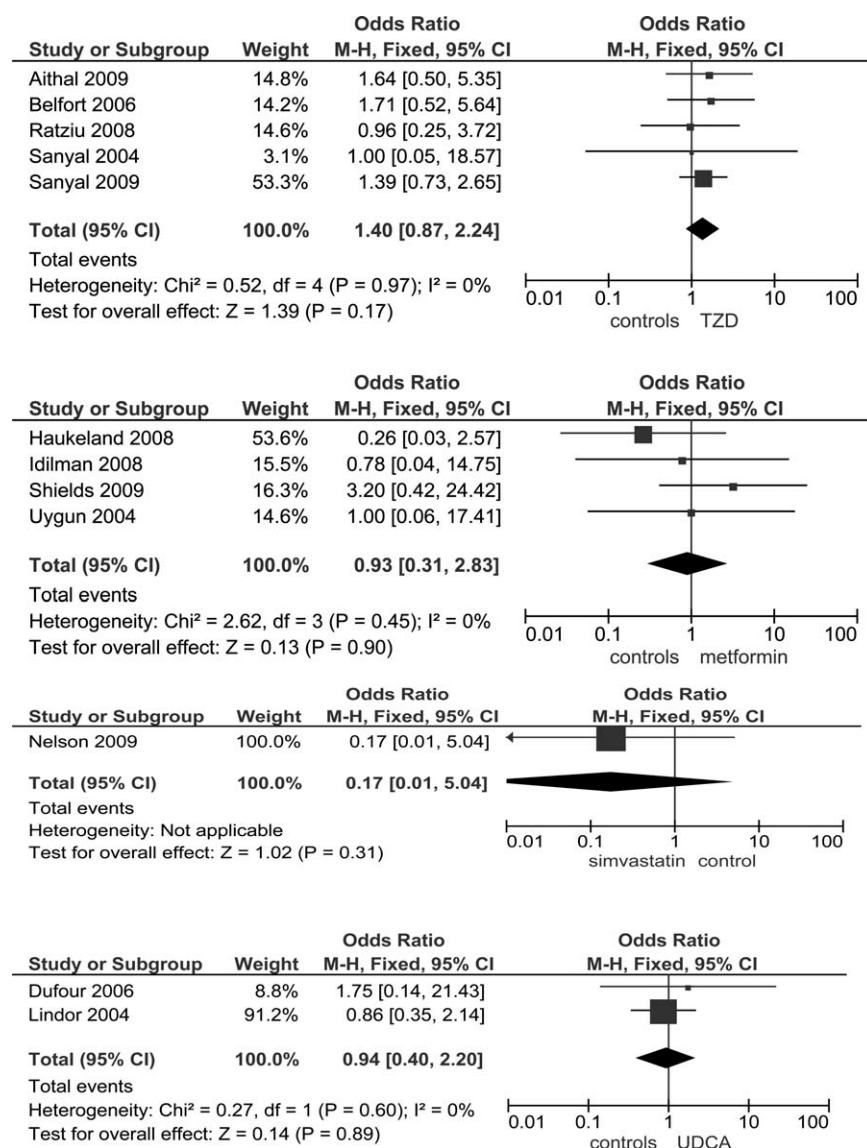 Odds Ratio Odds Ratio
Study or Subgroup Weight M-H, Fixed, 95% CI M-H, Fixed, 95% CI
Aithal 2009 14.8% 1.64 [0.50, 5.35]
Belfort 2006 14.2% 1.71 [0.52, 5.64]
Ratziu 2008 14.6% 0.96 [0.25, 3.72]
Sanyal 2004 3.1% 1.00 [0.05, 18.57]
Sanyal 2009 53.3% 1.39 [0.73, 2.65]
Total (95% CI) 100.0% 1.40 [0.87, 2.24]
Total events
Heterogeneity: Chi² = 0.52, df = 4 (P = 0.97); I² = 0%
Test for overall effect: Z = 1.39 (P = 0.17)
0.01 0.1 1 10 100
controls TZD
Odds Ratio Odds Ratio
Study or Subgroup Weight M-H, Fixed, 95% CI M-H, Fixed, 95% CI
Haukeland 2008 53.6% 0.26 [0.03, 2.57]
Idilman 2008 15.5% 0.78 [0.04, 14.75]
Shields 2009 16.3% 3.20 [0.42, 24.42]
Uygun 2004 14.6% 1.00 [0.06, 17.41]
Total (95% CI) 100.0% 0.93 [0.31, 2.83]
Total events
Heterogeneity: Chi² = 2.62, df = 3 (P = 0.45); I² = 0%
Test for overall effect: Z = 0.13 (P = 0.90)
0.01 0.1 1 10 100
controls metformin
Odds Ratio Odds Ratio
Study or Subgroup Weight M-H, Fixed, 95% CI M-H, Fixed, 95% CI
Nelson 2009 100.0% 0.17 [0.01, 5.04]
Total (95% CI) 100.0% 0.17 [0.01, 5.04]
Total events
Heterogeneity: Not applicable
Test for overall effect: Z = 1.02 (P = 0.31)
0.01 0.1 1 10 100
simvastatin control
Odds Ratio Odds Ratio
Study or Subgroup Weight M-H, Fixed, 95% CI M-H, Fixed, 95% CI
Dufour 2006 8.8% 1.75 [0.14, 21.43]
Lindor 2004 91.2% 0.86 [0.35, 2.14]
Total (95% CI) 100.0% 0.94 [0.40, 2.20]
Total events
Heterogeneity: Chi² = 0.27, df = 1 (P = 0.60); I² = 0%
Test for overall effect: Z = 0.14 (P = 0.89)
0.01 0.1 1 10 100
controls UDCA